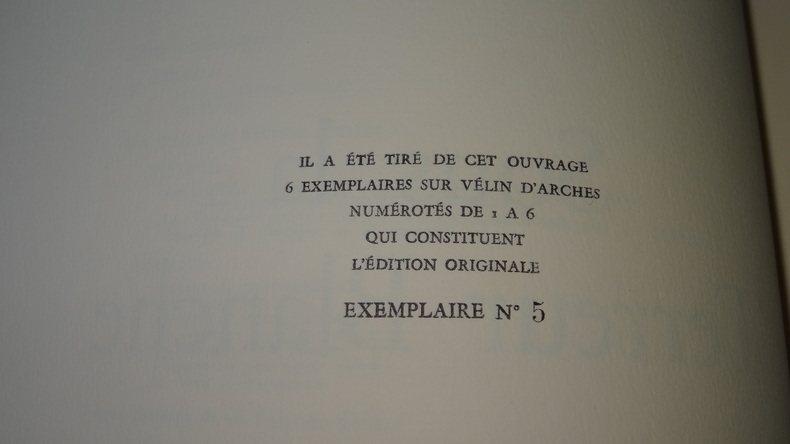 IL A ÉTÉ TIRÉ DE CET OUVRAGE
6 EXEMPLAIRES SUR VÉLIN D'ARCHES
NUMÉROTÉS DE 1 A 6
QUI CONSTITUENT
L'ÉDITION ORIGINALE
EXEMPLAIRE N° 5